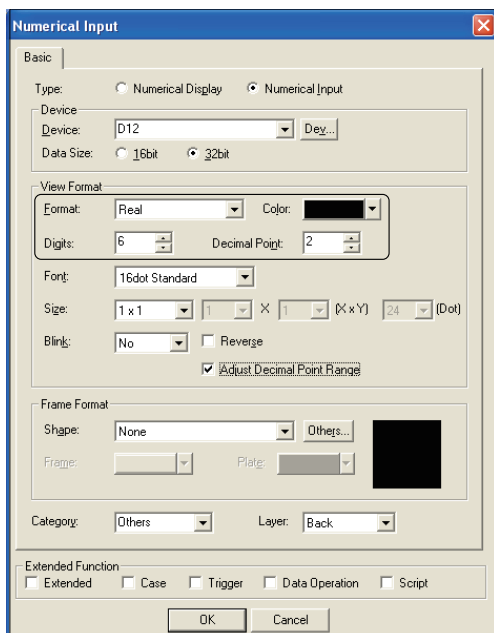 Numerical Input
Basic
Type: Numerical Display Numerical Input
Device
Device: D12 Dev...
Data Size: 16bit 32bit
View Format
Format: Real Color:
Digits: 6 Decimal Point: 2
Font: 16dot Standard
Size: 1 x 1 1 X 1 (X x Y) 24 (Dot)
Blink: No Reverse
Adjust Decimal Point Range
Frame Format
Shape: None Others...
Frame: Plate:
Category: Others Layer: Back
Extended Function
Extended Case Trigger Data Operation Script
OK Cancel